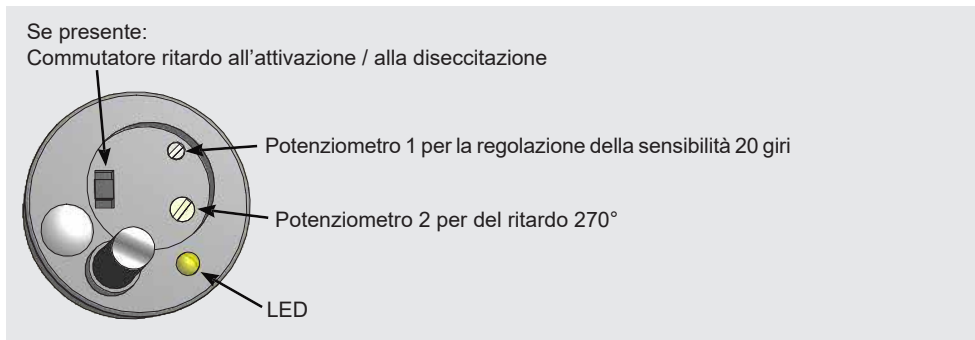 Se presente:
Commutatore ritardo all'attivazione / alla diseccitazione
Potenziometro 1 per la regolazione della sensibilità 20 giri
Potenziometro 2 per del ritardo 270°
LED